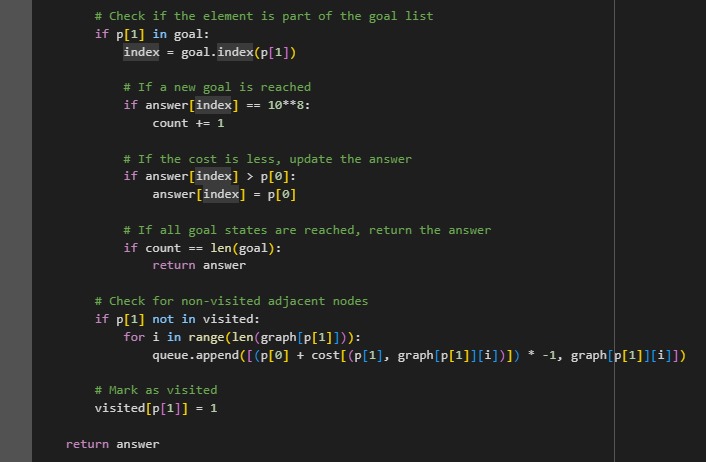 # Check if the element is part of the goal list
if p[1] in goal:
index = goal.index(p[1])
# If a new goal is reached
if answer[index] == 10**8:
count += 1
# If the cost is less, update the answer
if answer[index] > p[0]:
answer[index] = p[0]
# If all goal states are reached, return the answer
if count == len(goal):
return answer
# Check for non-visited adjacent nodes
if p[1] not in visited:
for i in range(len(graph[p[1]])):
queue.append([(p[0] + cost[(p[1], graph[p[1]][i])]) * -1, graph[p[1]][i]])
# Mark as visited
visited[p[1]] = 1
return answer